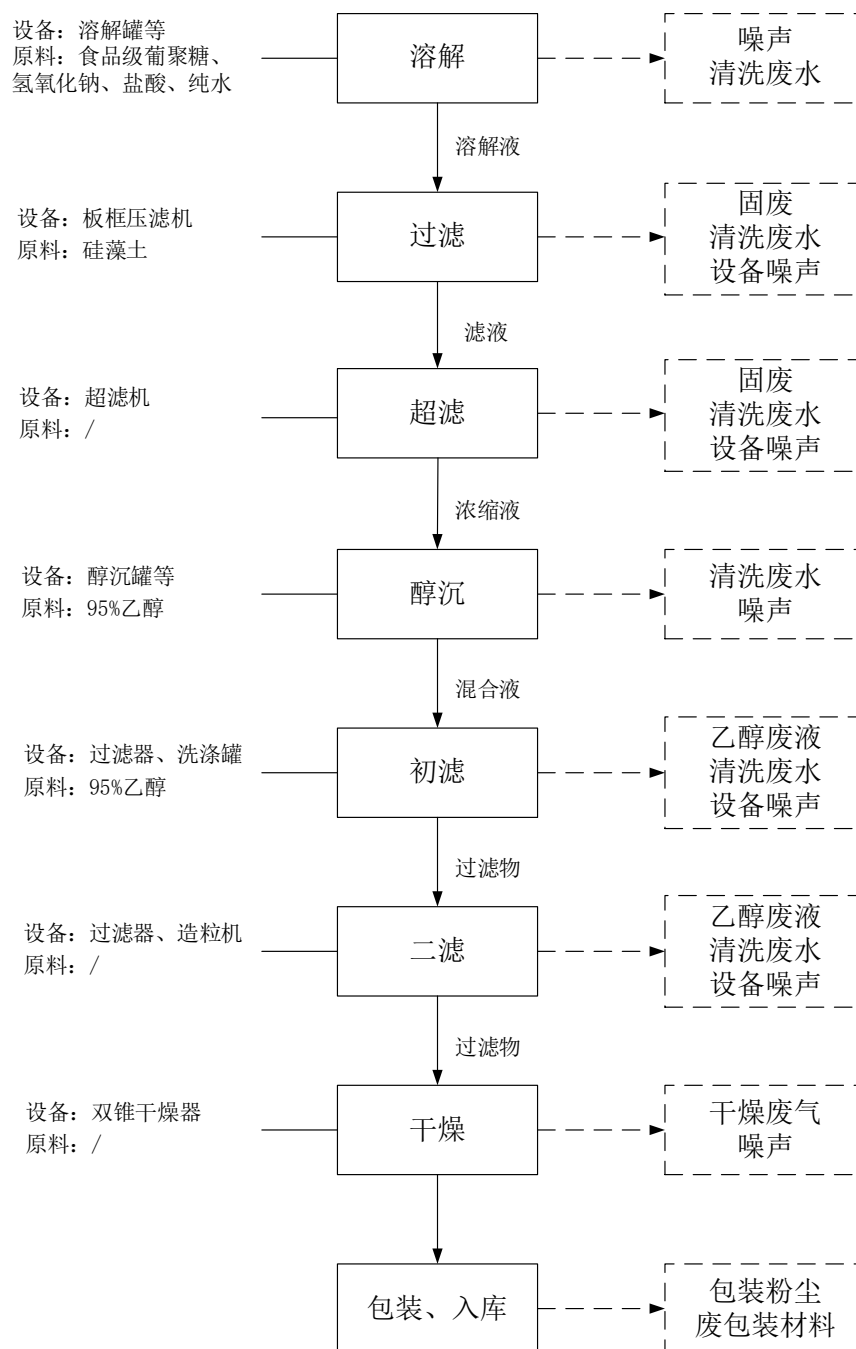 设备：溶解罐等
原料：食品级葡聚糖、
氢氧化钠、盐酸、纯水
溶解
噪声
清洗废水
溶解液
设备：板框压滤机
原料：硅藻土
过滤
固废
清洗废水
设备噪声
滤液
设备：超滤机
原料：/
超滤
固废
清洗废水
设备噪声
浓缩液
设备：醇沉罐等
原料：95%乙醇
醇沉
清洗废水
噪声
混合液
设备：过滤器、洗涤罐
原料：95%乙醇
初滤
乙醇废液
清洗废水
设备噪声
过滤物
设备：过滤器、造粒机
原料：/
二滤
乙醇废液
清洗废水
设备噪声
过滤物
设备：双锥干燥器
原料：/
干燥
干燥废气
噪声
包装、入库
包装粉尘
废包装材料